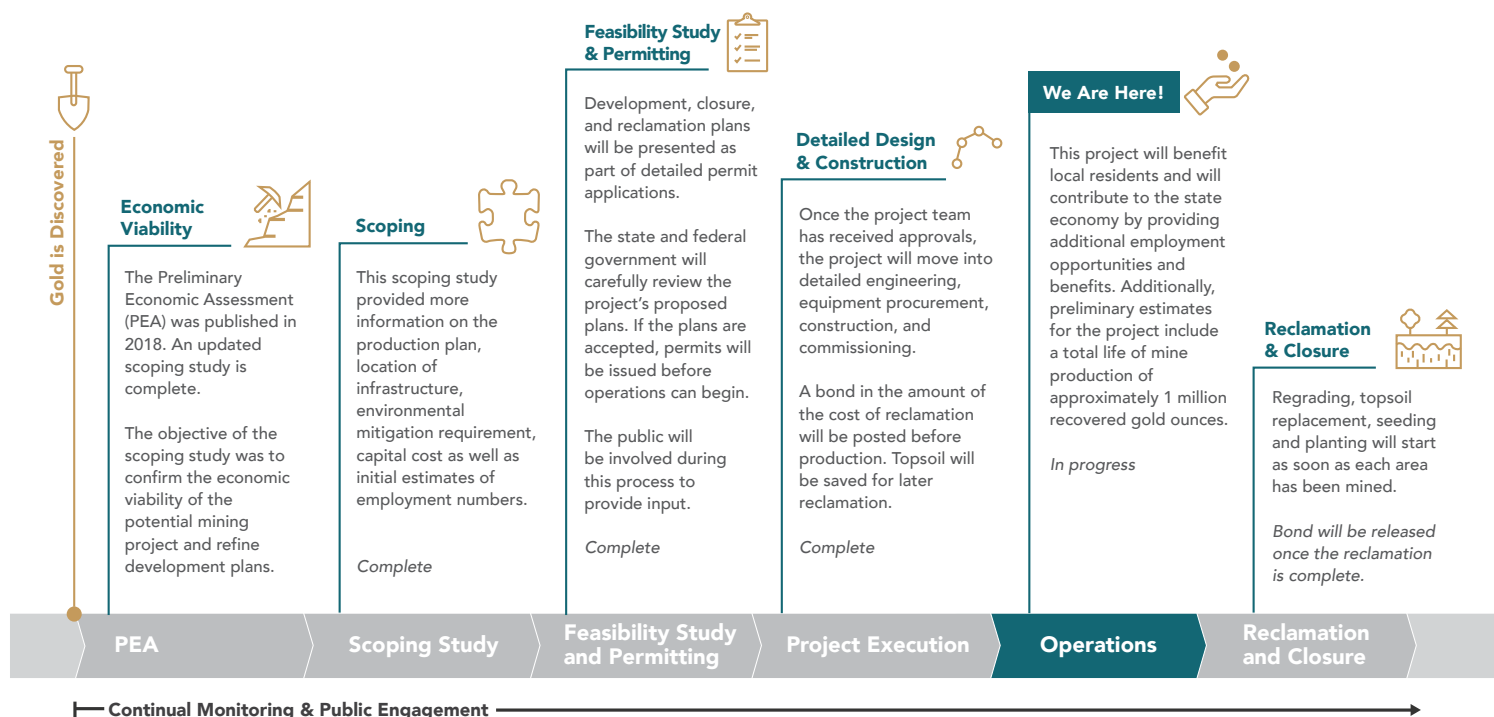 Gold is Discovered
Economic
Viability
The Preliminary
Economic Assessment
(PEA) was published in
2018. An updated
scoping study is
complete.
The objective of the
scoping study was to
confirm the economic
viability of the
potential mining
project and refine
development plans.
Scoping
This scoping study
provided more
information on the
production plan,
location of
infrastructure,
environmental
mitigation requirement,
capital cost as well as
initial estimates of
employment numbers.
Complete
Feasibility Study
& Permitting
Development, closure,
and reclamation plans
will be presented as
part of detailed permit
applications.
The state and federal
government will
carefully review the
project's proposed
plans. If the plans are
accepted, permits will
be issued before
operations can begin.
The public will
be involved during
this process to
provide input.
Complete
Detailed Design
& Construction
Once the project team
has received approvals,
the project will move into
detailed engineering,
equipment procurement,
construction, and
commissioning.
A bond in the amount of
the cost of reclamation
will be posted before
production. Topsoil will
be saved for later
reclamation.
Complete
We Are Here!
This project will benefit
local residents and will
contribute to the state
economy by providing
additional employment
opportunities and
benefits. Additionally,
preliminary estimates
for the project include
a total life of mine
production of
approximately 1 million
recovered gold ounces.
In progress
Reclamation
& Closure
Regrading, topsoil
replacement, seeding
and planting will start
as soon as each area
has been mined.
Bond will be released
once the reclamation
is complete.
PEA
Scoping Study
Feasibility Study
and Permitting
Project Execution
Operations
Reclamation
and Closure
Continual Monitoring & Public Engagement